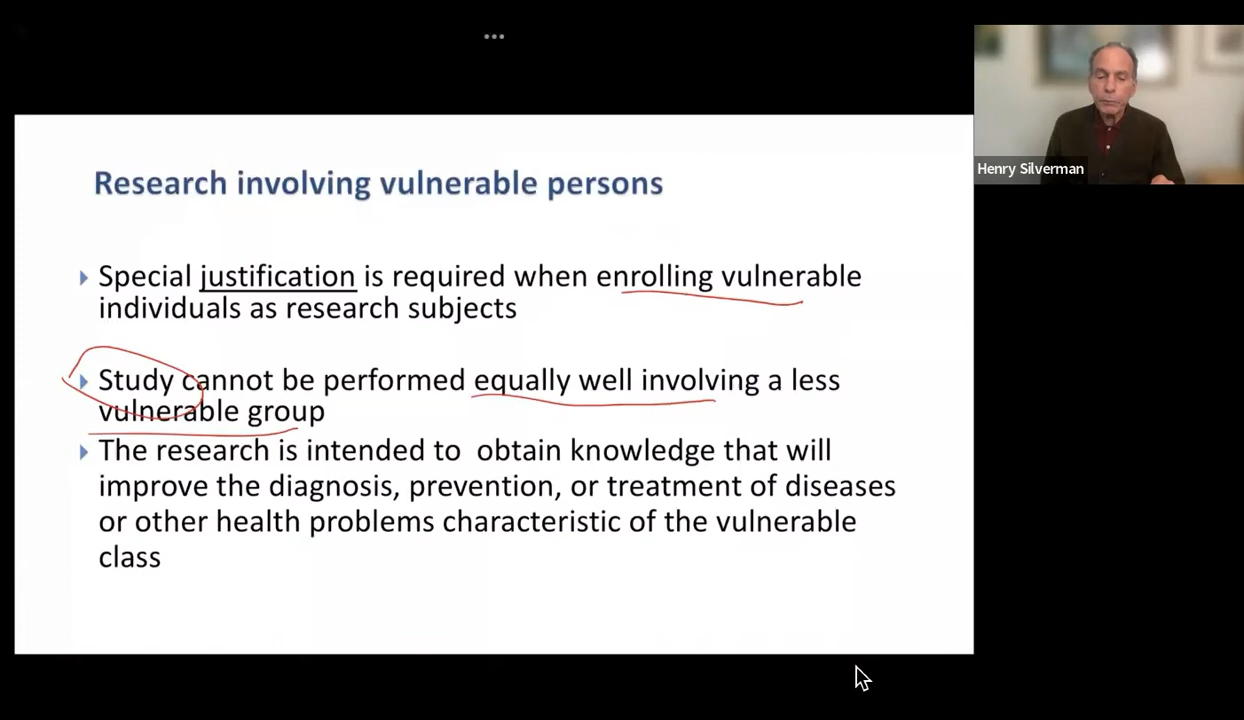 Henry Silverman
Research involving vulnerable persons
Special justification is required when enrolling vulnerable
individuals as research subjects
Study cannot be performed equally well involving a less
vulnerable group
The research is intended to obtain knowledge that will
improve the diagnosis, prevention, or treatment of diseases
or other health problems characteristic of the vulnerable
class